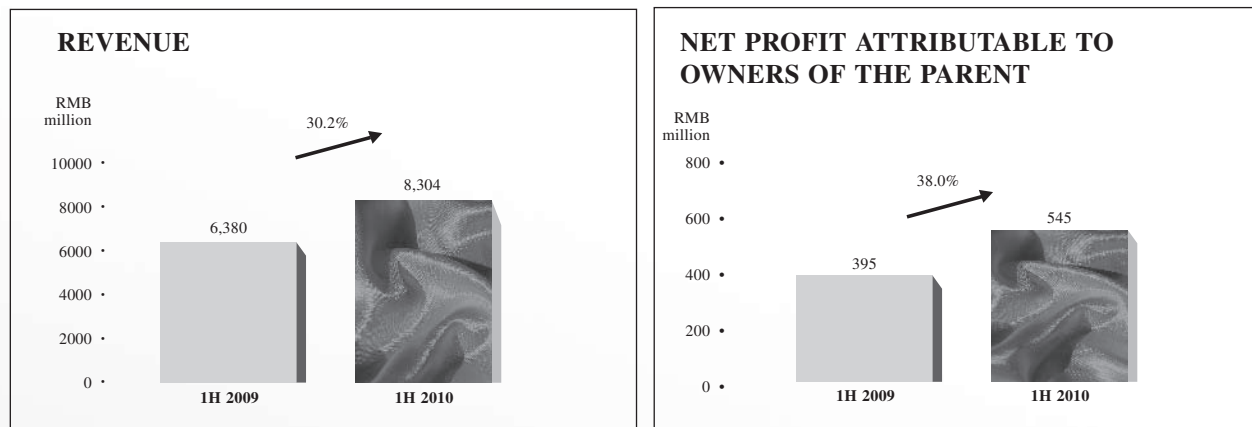 REVENUE
RMB
million
30.2%
10000
8000
6000
4000
2000
0
6,380
8,304
1H 2009
1H 2010
NET PROFIT ATTRIBUTABLE TO
OWNERS OF THE PARENT
RMB
million
38.0%
800
600
400
200
0
395
545
1H 2009
1H 2010